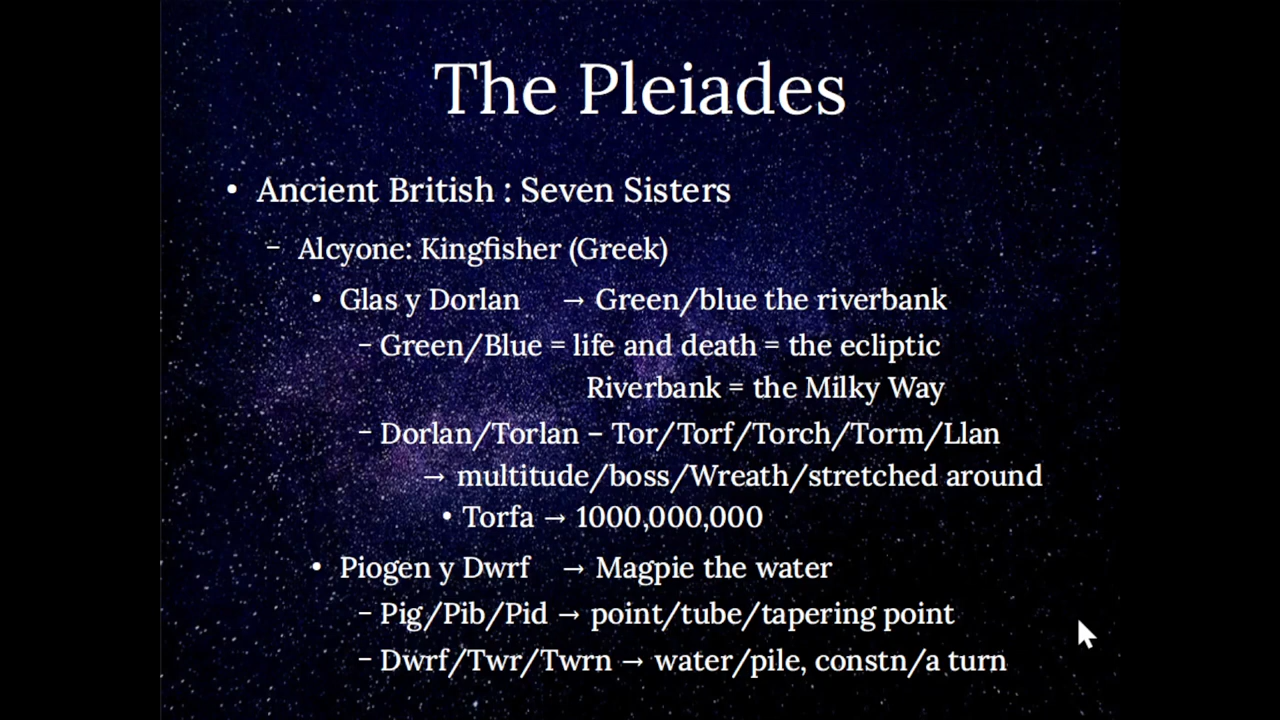 The Pleiades
• Ancient British : Seven Sisters
– Alcyone: Kingfisher (Greek)
• Glas y Dorlan → Green/blue the riverbank
– Green/Blue = life and death = the ecliptic
Riverbank = the Milky Way
– Dorlan/Torlan – Tor/Torf/Torch/Torm/Llan
→ multitude/boss/Wreath/stretched around
• Torfa → 1000,000,000
• Piogen y Dwrf → Magpie the water
– Pig/Pib/Pid → point/tube/tapering point
– Dwrf/Twr/Twrn → water/pile, constn/a turn